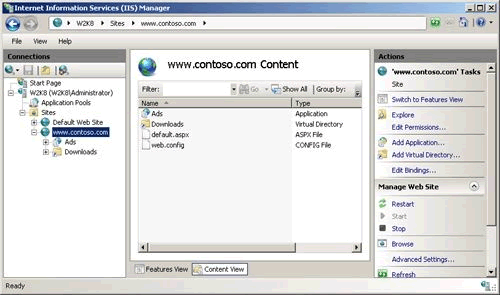 Internet Information Services (IIS) Manager
W2K8 Sites www.contoso.com
File View Help
Connections
Start Page
W2K8 (W2K8\Administrator)
Application Pools
Sites
Default Web Site
www.contoso.com
Ads
Downloads
www.contoso.com Content
Filter: Go Show All Group by:
Name Type
Ads Application
Downloads Virtual Directory
default.aspx ASPX File
web.config CONFIG File
Features View Content View
Actions
'www.contoso.com' Tasks
Site
Switch to Features View
Explore
Edit Permissions...
Add Application...
Add Virtual Directory...
Edit Bindings...
Manage Web Site
Restart
Start
Stop
Browse
Advanced Settings...
Refresh
Ready